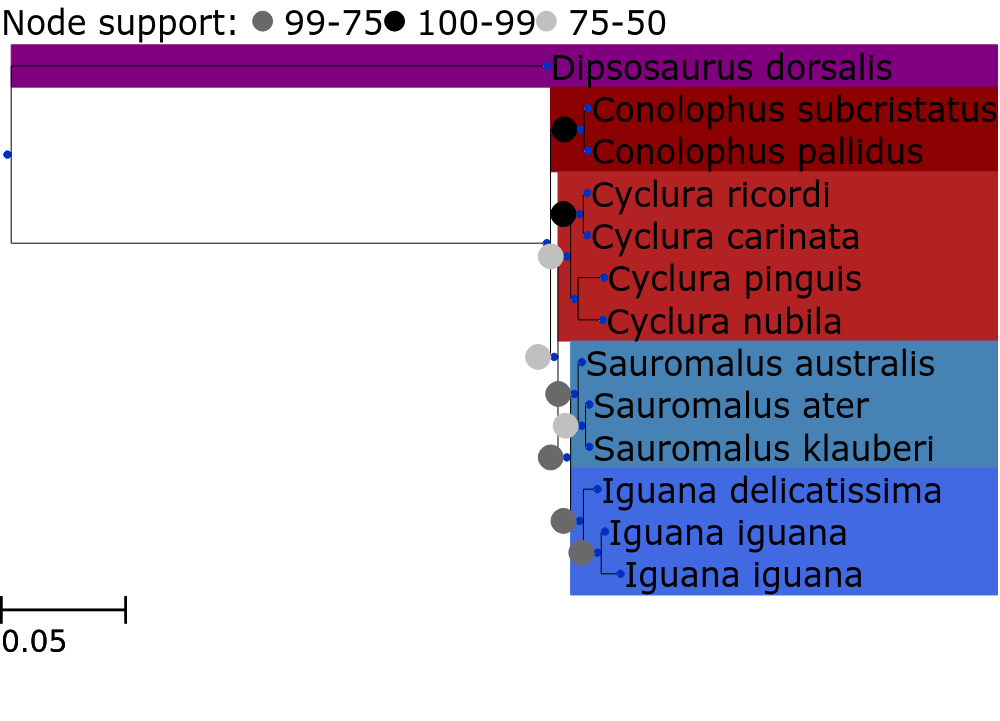 Node support: 99-75 100-99 75-50
Dipsosaurus dorsalis
Conolophus subcristatus
Conolophus pallidus
Cyclura ricordi
Cyclura carinata
Cyclura pinguis
Cyclura nubila
Sauromalus australis
Sauromalus ater
Sauromalus klauberi
Iguana delicatissima
Iguana iguana
Iguana iguana
0.05